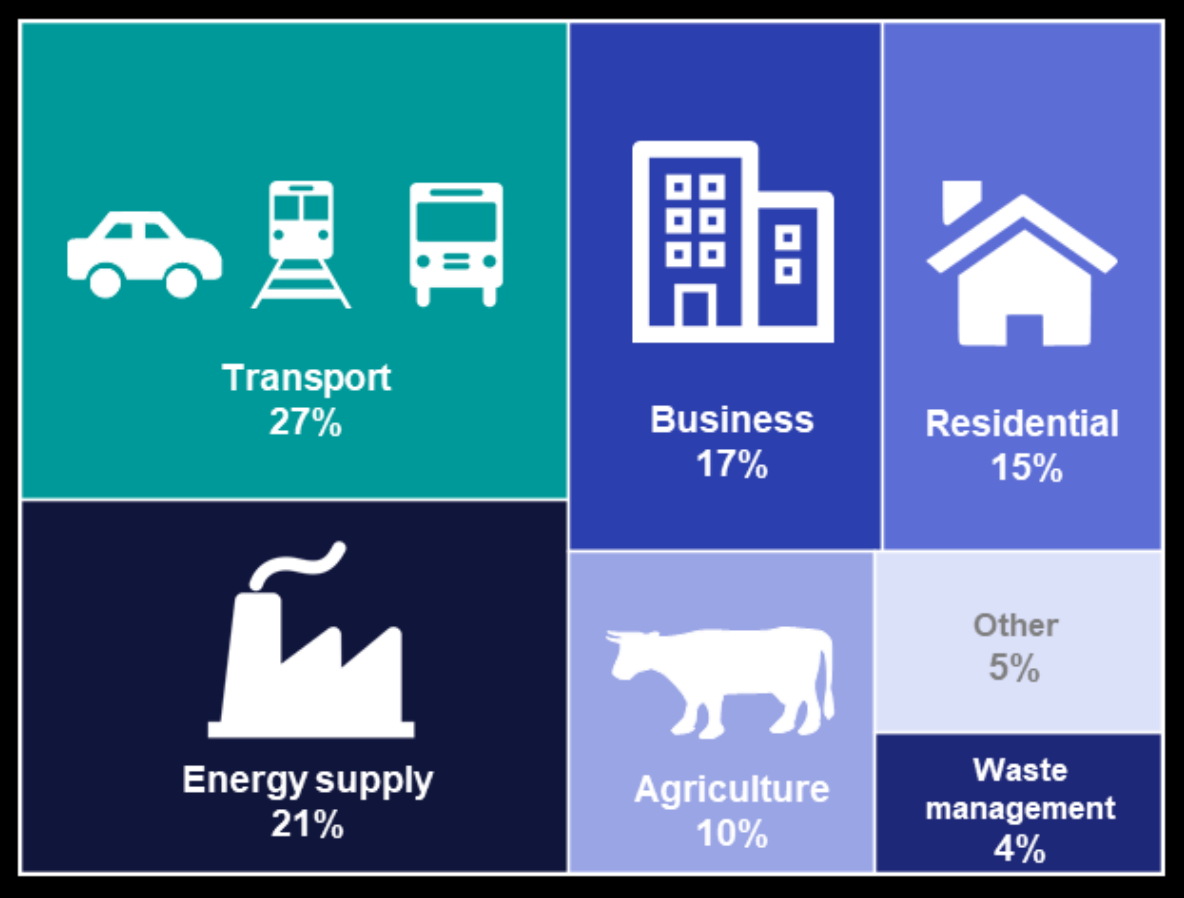 Transport
27%
Business
17%
Residential
15%
Energy supply
21%
Agriculture
10%
Other
5%
Waste
management
4%